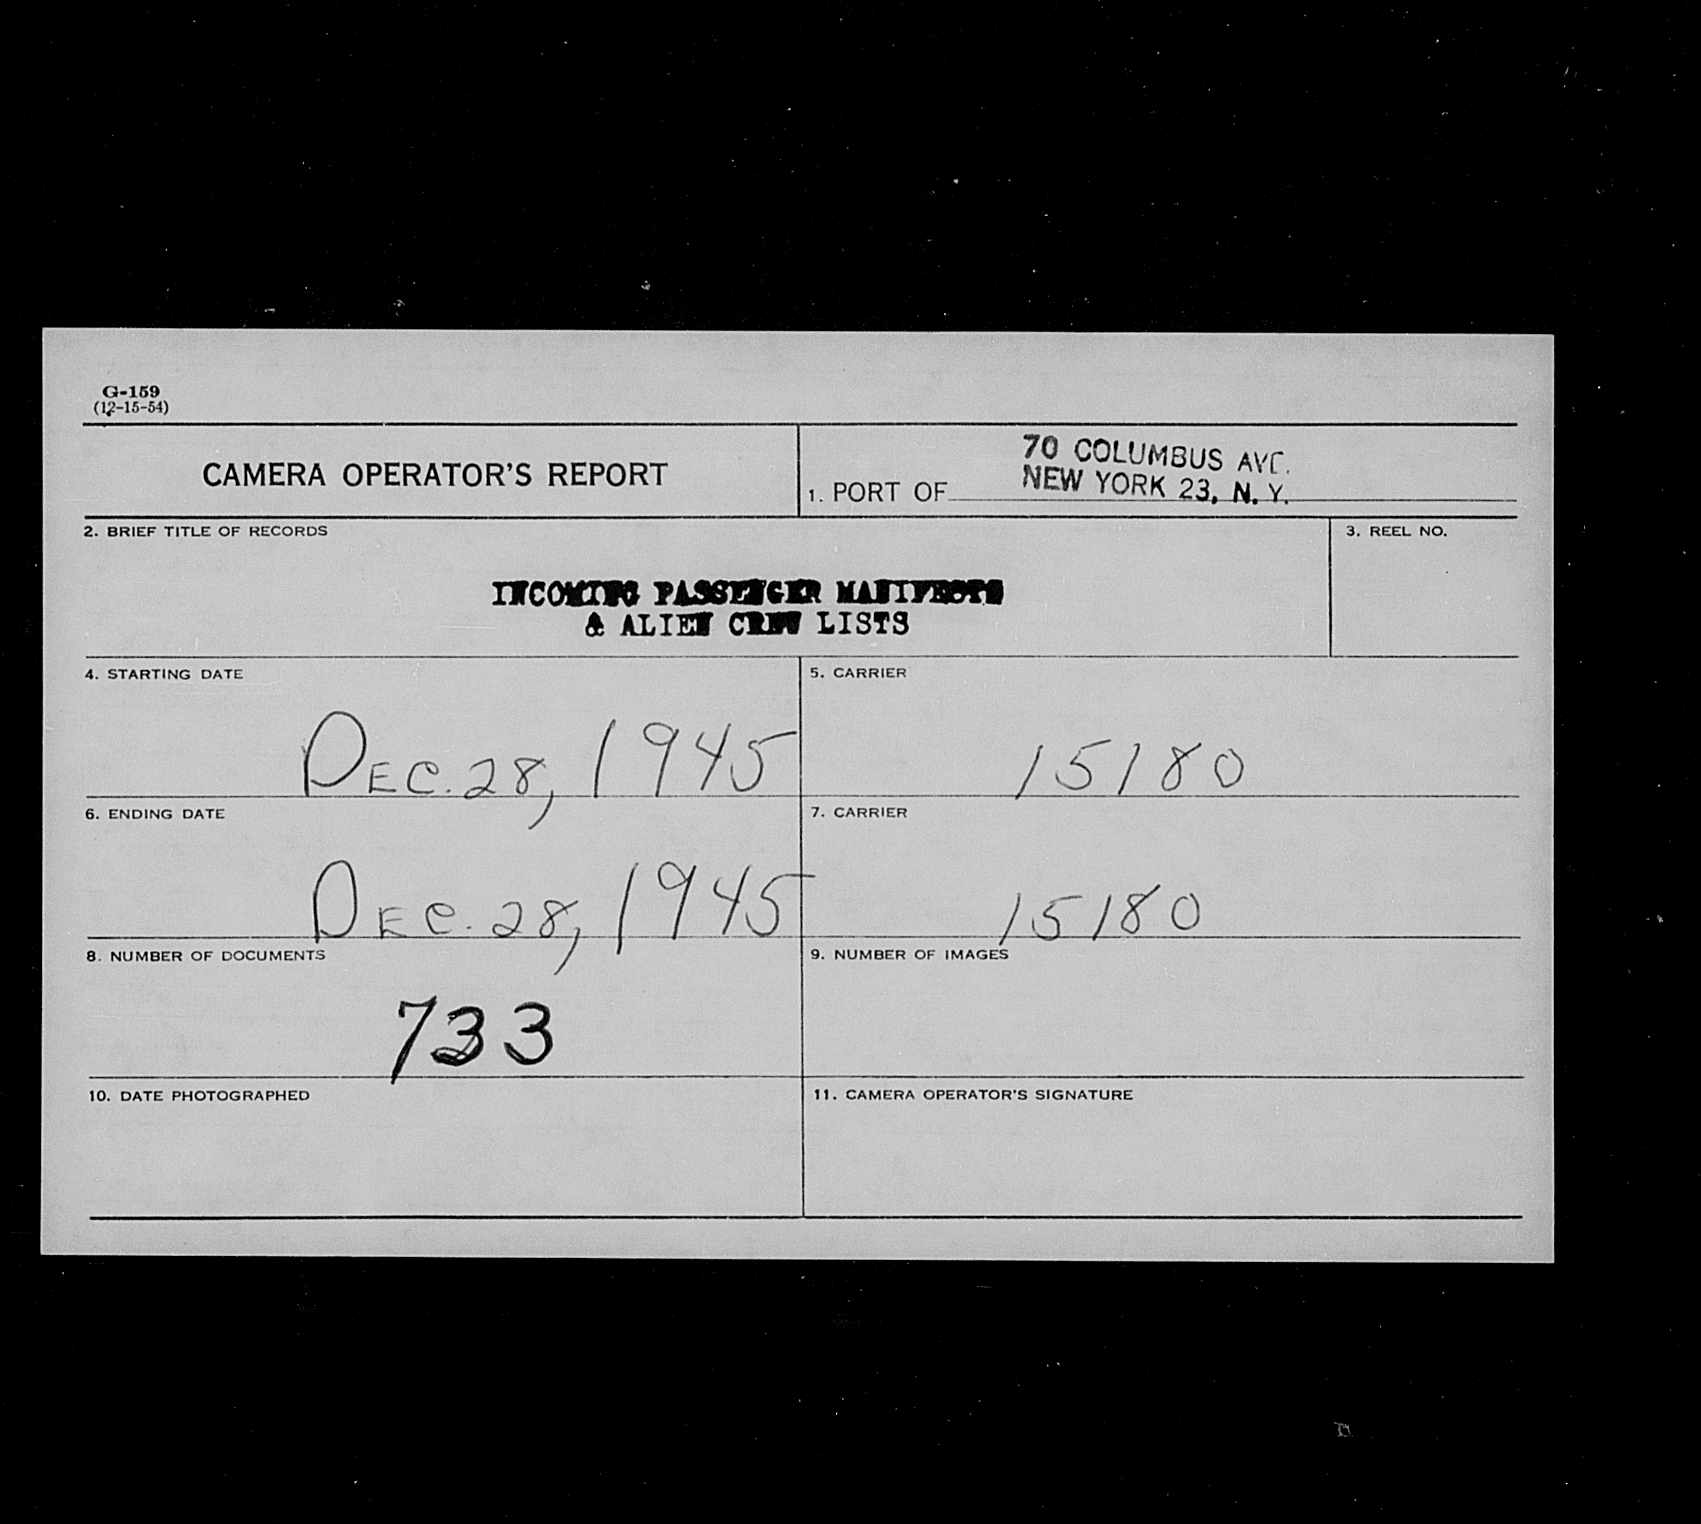 G-159
(12-15-54)
CAMERA OPERATOR'S REPORT
70 COLUMBUS AVE.
1. PORT OF NEW YORK 23, N. Y.
2. BRIEF TITLE OF RECORDS
3. REEL NO.
INCOMING PASSENGER MANIFESTS
& ALIEN CREW LISTS
4. STARTING DATE
5. CARRIER
DEC. 28, 1945
15180
6. ENDING DATE
7. CARRIER
DEC. 28, 1945
15180
8. NUMBER OF DOCUMENTS
9. NUMBER OF IMAGES
733
10. DATE PHOTOGRAPHED
11. CAMERA OPERATOR'S SIGNATURE